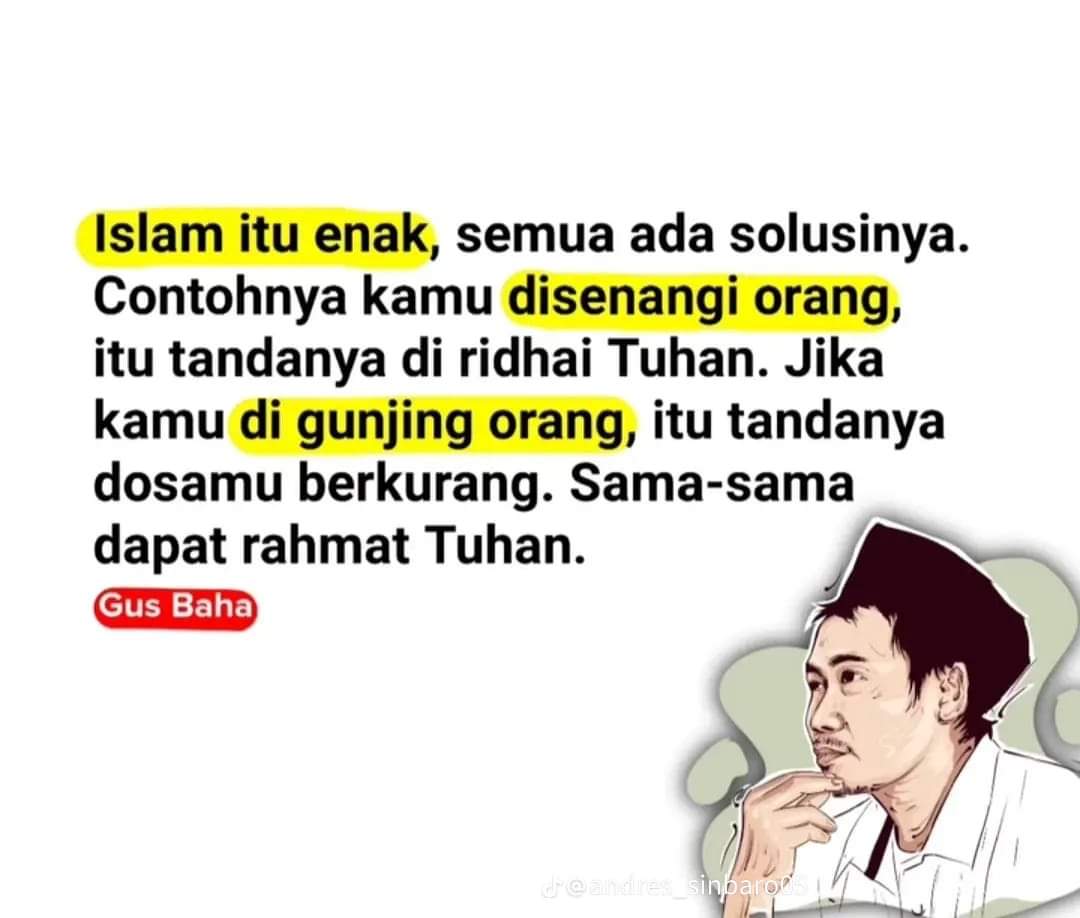 Islam itu enak, semua ada solusinya.
Contohnya kamu disenangi orang,
itu tandanya di ridhai Tuhan. Jika
kamu di gunjing orang, itu tandanya
dosamu berkurang. Sama-sama
dapat rahmat Tuhan.
Gus Baha
@andres_sinbaro05